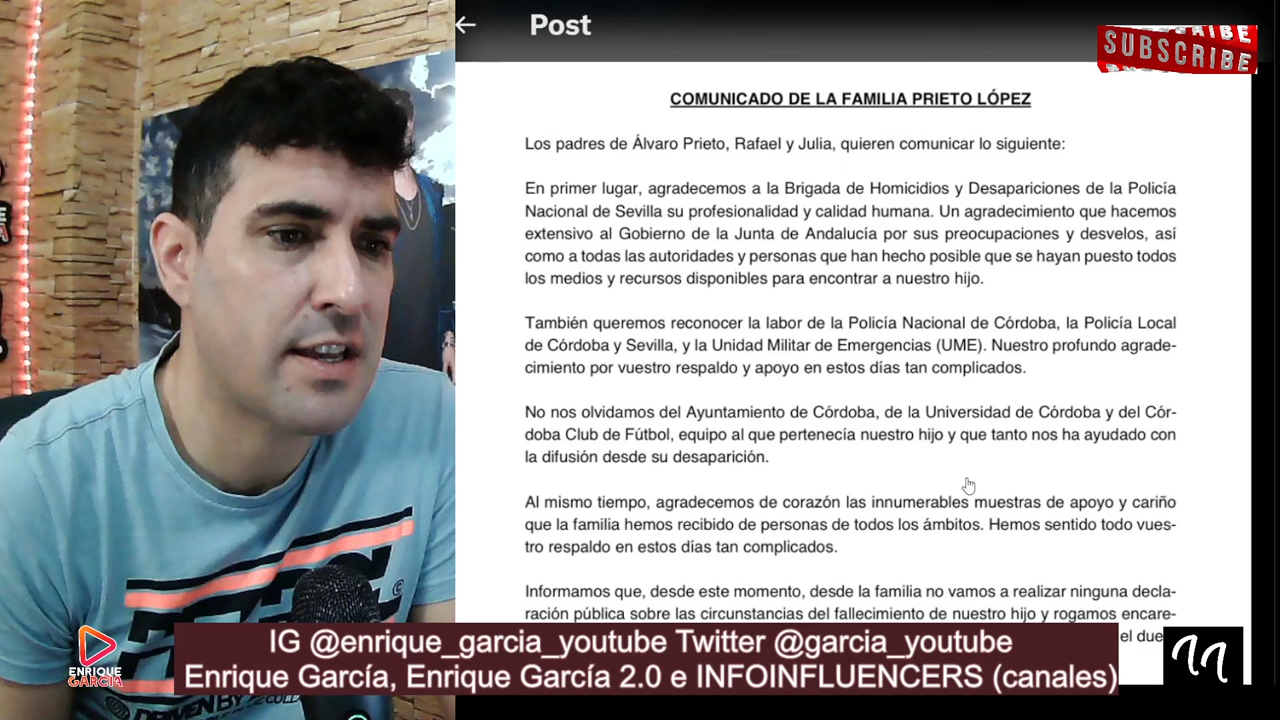 Post
SUBSCRIBE
COMUNICADO DE LA FAMILIA PRIETO LÓPEZ
Los padres de Álvaro Prieto, Rafael y Julia, quieren comunicar lo siguiente:
En primer lugar, agradecemos a la Brigada de Homicidios y Desapariciones de la Policía
Nacional de Sevilla su profesionalidad y calidad humana. Un agradecimiento que hacemos
extensivo al Gobierno de la Junta de Andalucía por sus preocupaciones y desvelos, así
como a todas las autoridades y personas que han hecho posible que se hayan puesto todos
los medios y recursos disponibles para encontrar a nuestro hijo.
También queremos reconocer la labor de la Policía Nacional de Córdoba, la Policía Local
de Córdoba y Sevilla, y la Unidad Militar de Emergencias (UME). Nuestro profundo agrade-
cimiento por vuestro respaldo y apoyo en estos días tan complicados.
No nos olvidamos del Ayuntamiento de Córdoba, de la Universidad de Córdoba y del Cór-
doba Club de Fútbol, equipo al que pertenecía nuestro hijo y que tanto nos ha ayudado con
la difusión desde su desaparición.
Al mismo tiempo, agradecemos de corazón las innumerables muestras de apoyo y cariño
que la familia hemos recibido de personas de todos los ámbitos. Hemos sentido todo vues-
tro respaldo en estos días tan complicados.
Informamos que, desde este momento, desde la familia no vamos a realizar ninguna decla-
ración pública sobre las circunstancias del fallecimiento de nuestro hijo y rogamos encare-
el due
IG @enrique_garcia_youtube Twitter @garcia_youtube
Enrique García, Enrique García 2.0 e INFOINFLUENCERS (canales)
ENRIQUE
GARCÍA
DRIVEN BY